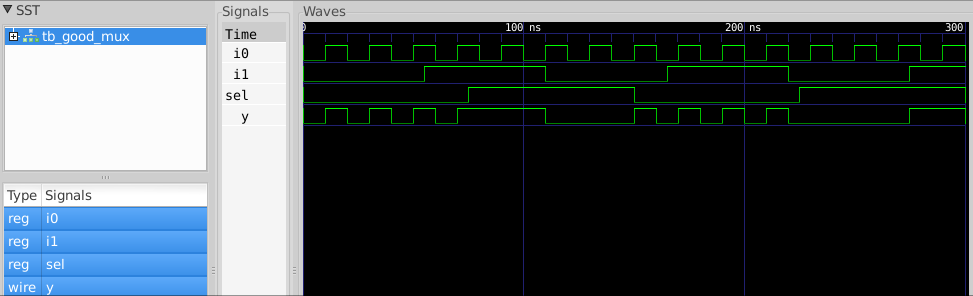 SST
tb_good_mux
Type Signals
reg i0
reg i1
reg sel
wire y
Signals
Time
i0
i1
sel
y
Waves
0 100 ns 200 ns 300